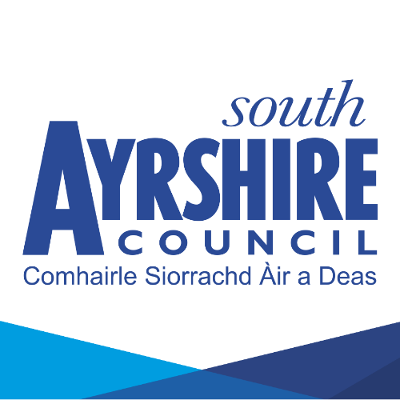 south
AYRSHIRE
COUNCIL
Comhairle Siorrachd Àir a Deas